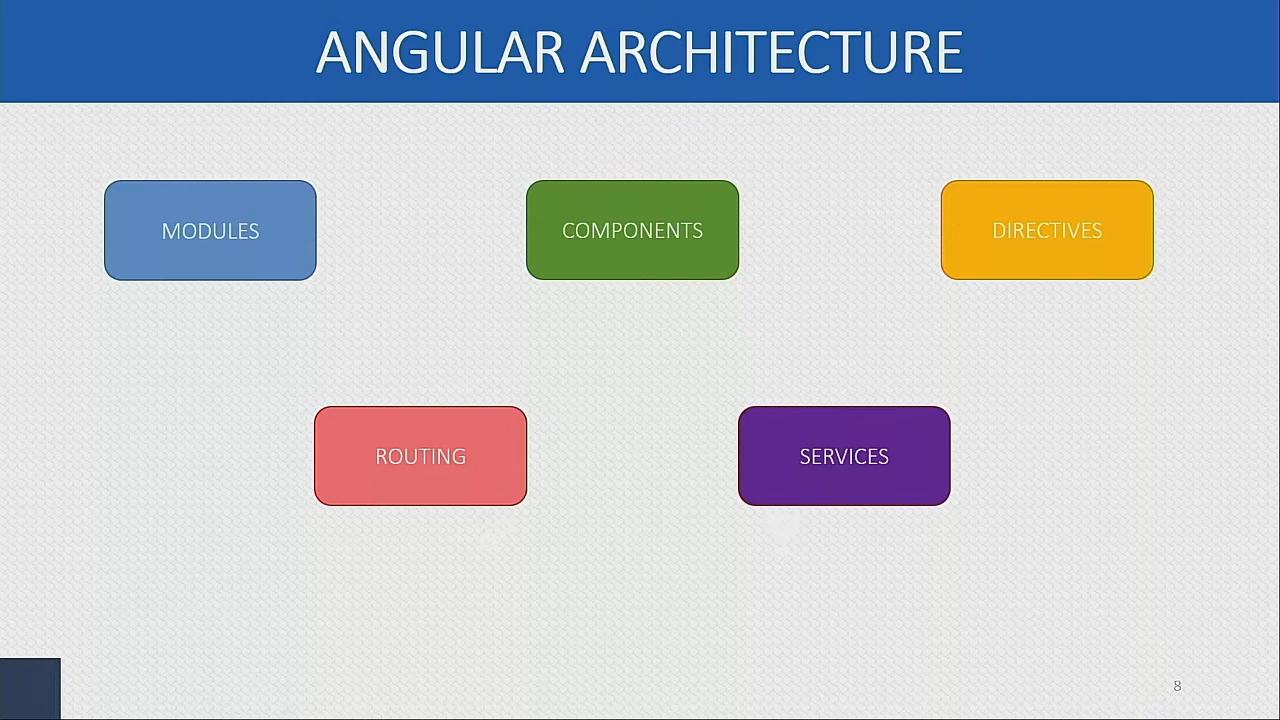 ANGULAR ARCHITECTURE
MODULES
COMPONENTS
DIRECTIVES
ROUTING
SERVICES
8